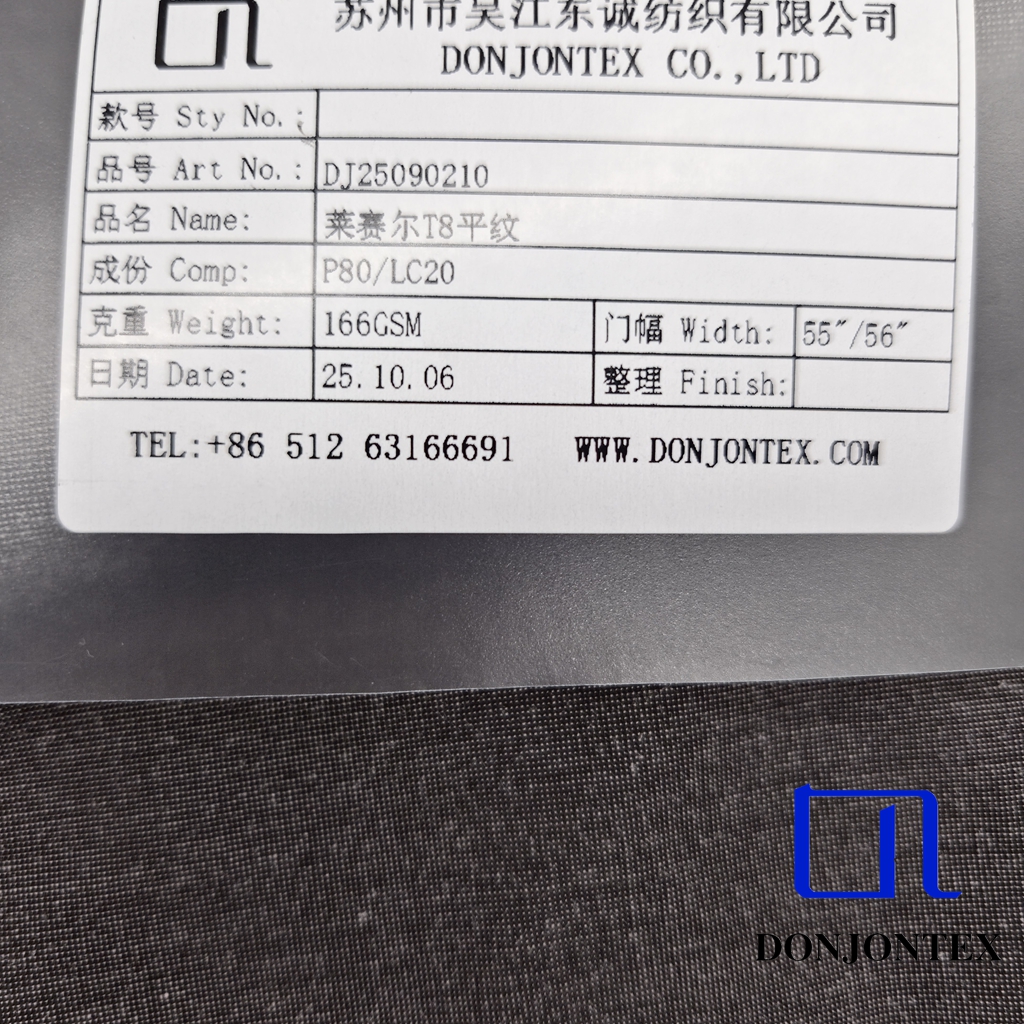 苏州市吴江东诚纺织有限公司
DONJONTEX CO.,LTD
款号 Sty No.:
品号 Art No.: DJ25090210
品名 Name: 莱赛尔T8平纹
成份 Comp: P80/LC20
克重 Weight: 166GSM 门幅 Width: 55″/56″
日期 Date: 25.10.06 整理 Finish:
TEL:+86 512 63166691 WWW.DONJONTEX.COM
DONJONTEX